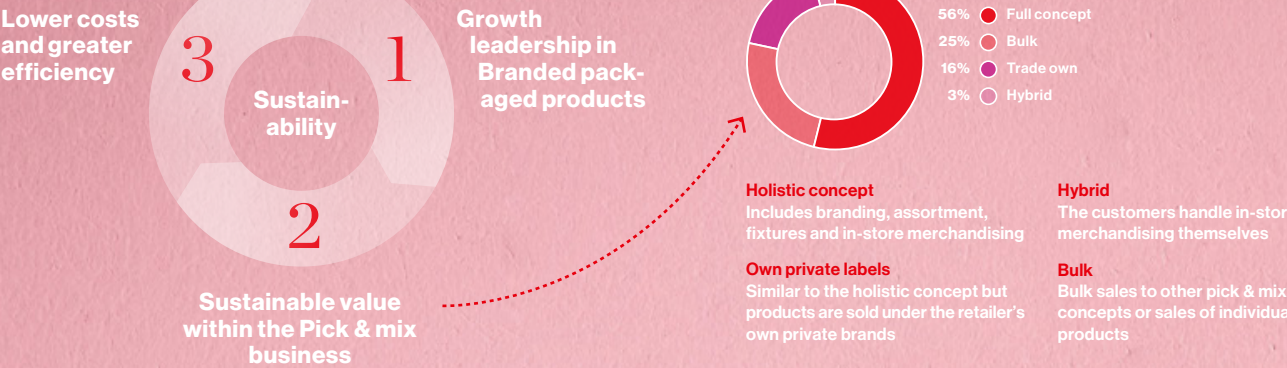 Lower costs
and greater
efficiency
3
1
Growth
leadership in
Branded pack-
aged products
Sustain-
ability
2
Sustainable value
within the Pick & mix
business
56% Full concept
25% Bulk
16% Trade own
3% Hybrid
Holistic concept
Includes branding, assortment,
fixtures and in-store merchandising
Own private labels
Similar to the holistic concept but
products are sold under the retailer's
own private brands
Hybrid
The customers handle in-stor
merchandising themselves
Bulk
Bulk sales to other pick & mix
concepts or sales of individua
products